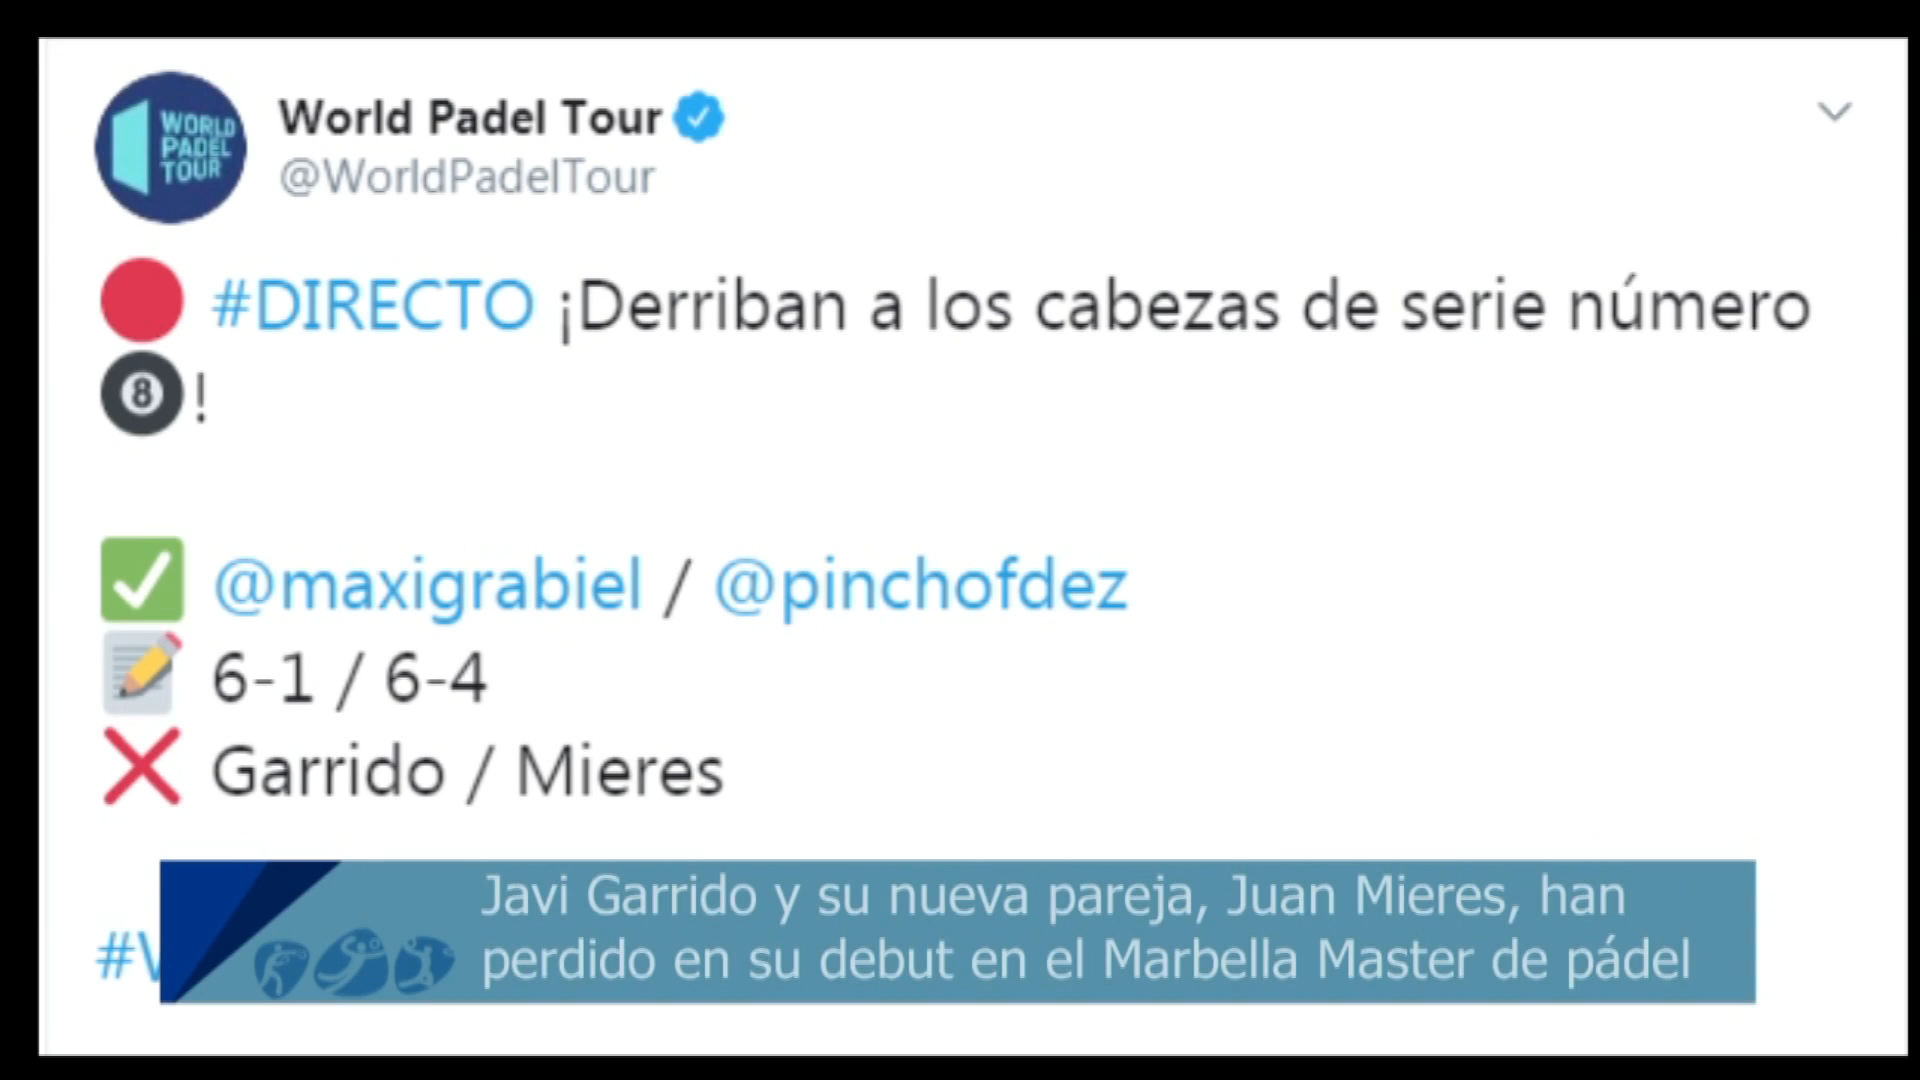 WORLD
PADEL
TOUR
World Padel Tour
@WorldPadelTour
#DIRECTO ¡Derriban a los cabezas de serie número
8!
@maxigrabiel / @pinchofdez
6-1 / 6-4
Garrido / Mieres
Javi Garrido y su nueva pareja, Juan Mieres, han
perdido en su debut en el Marbella Master de pádel